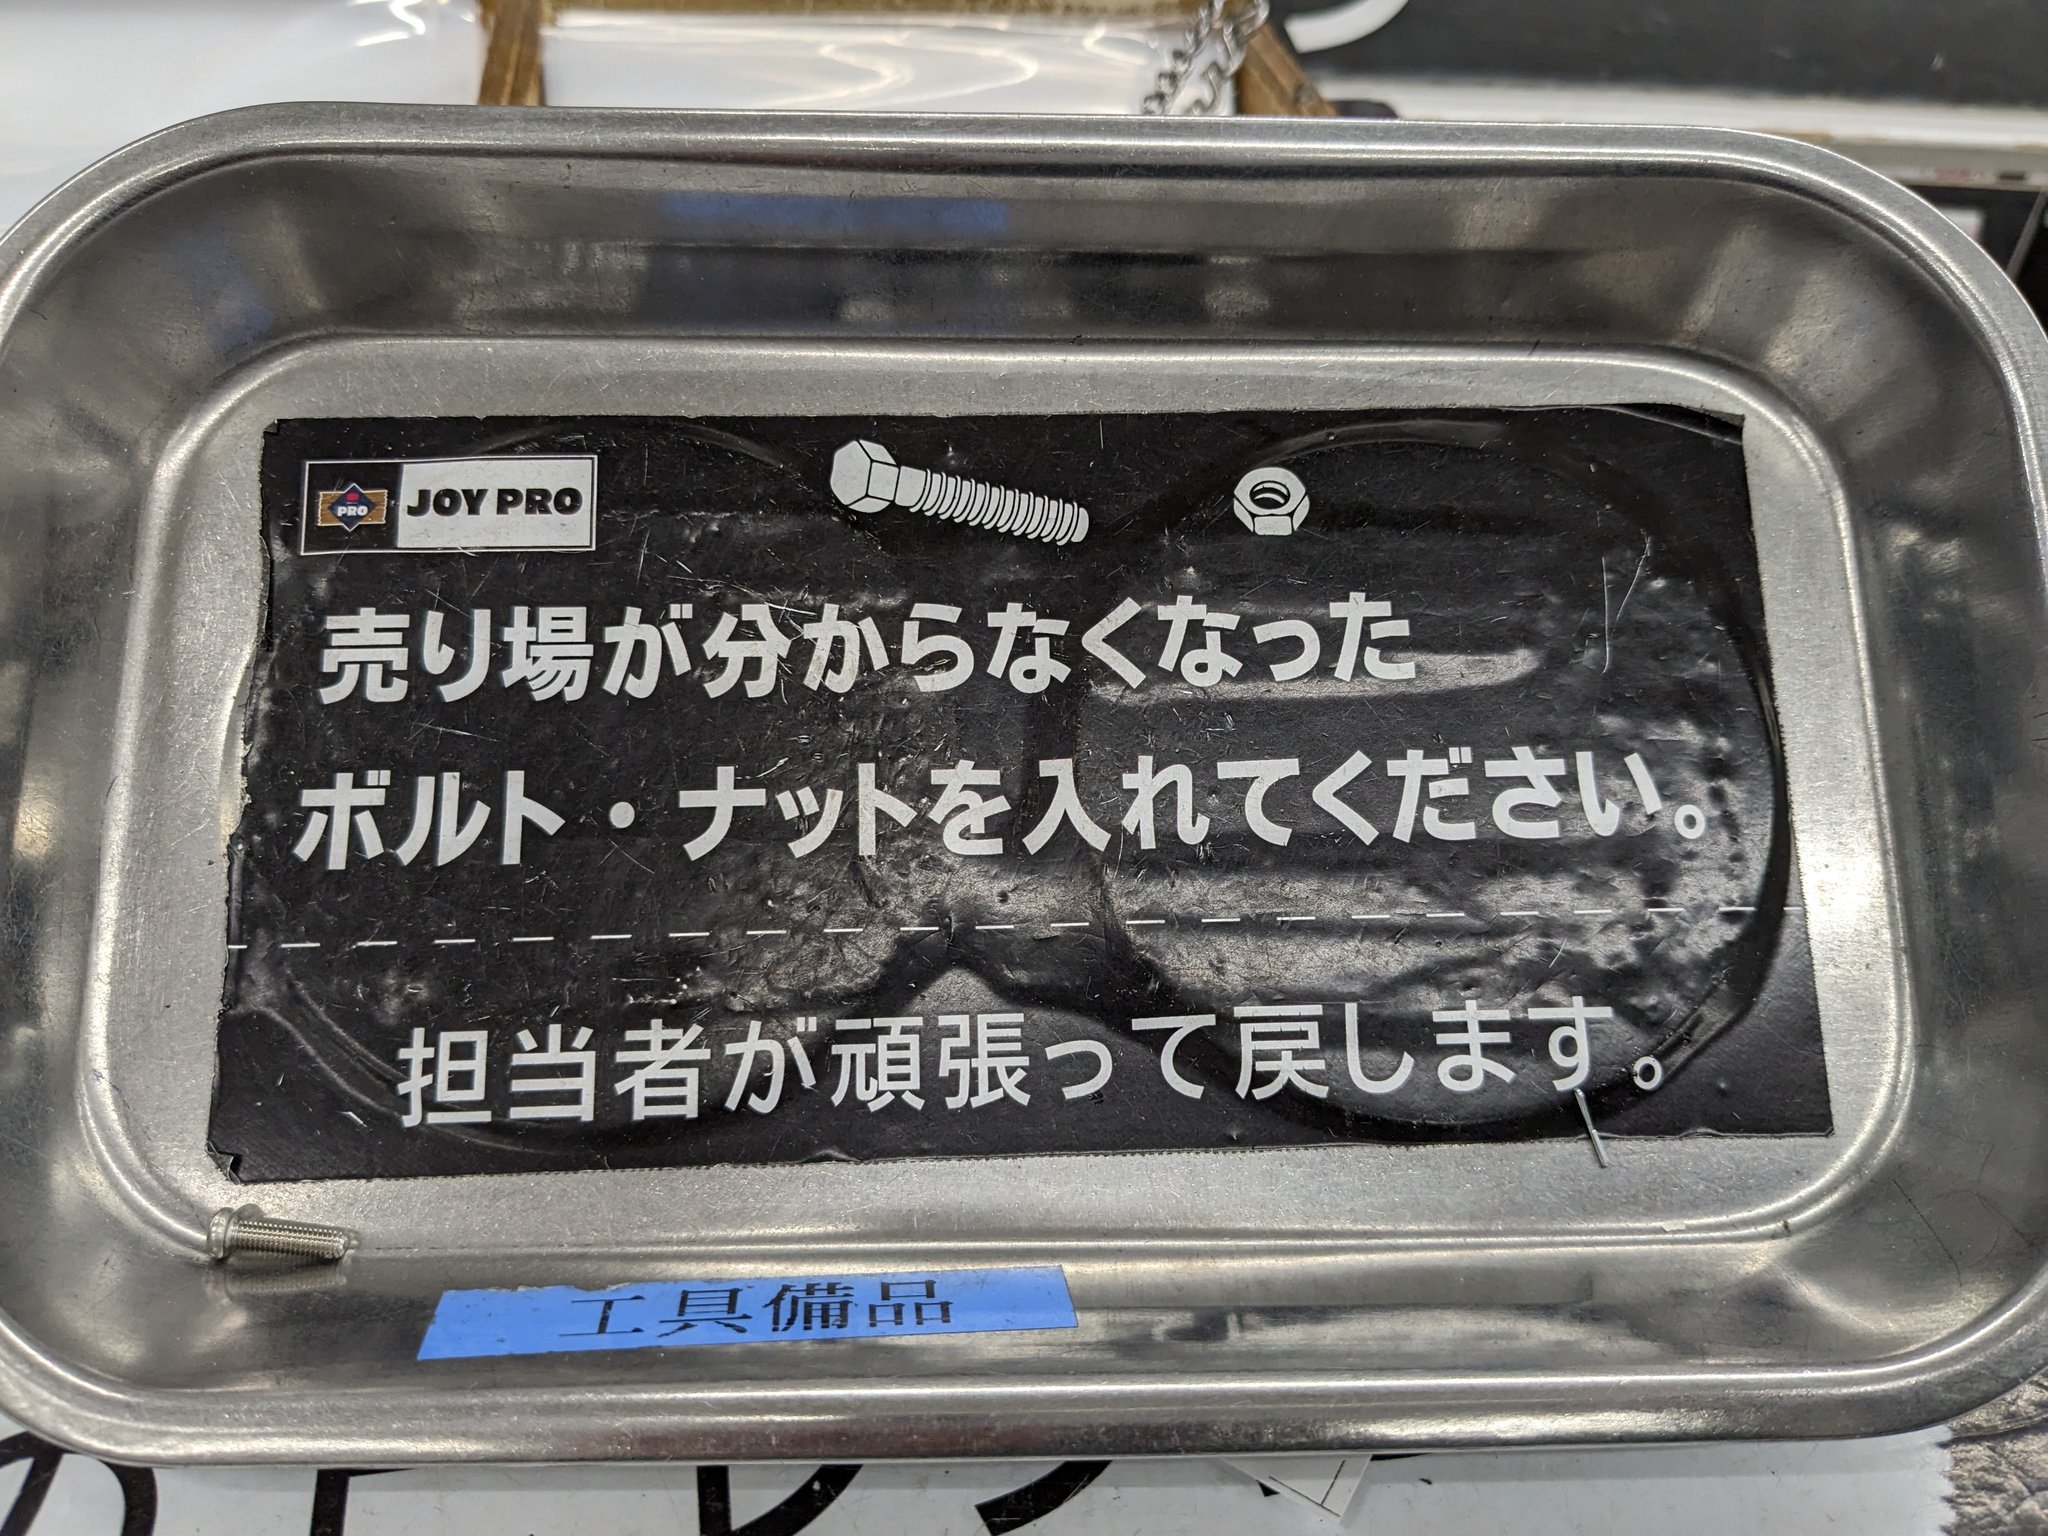 PRO
JOY PRO
売り場が分からなくなった
ボルト・ナットを入れてください。
担当者が頑張って戻します。
工具備品